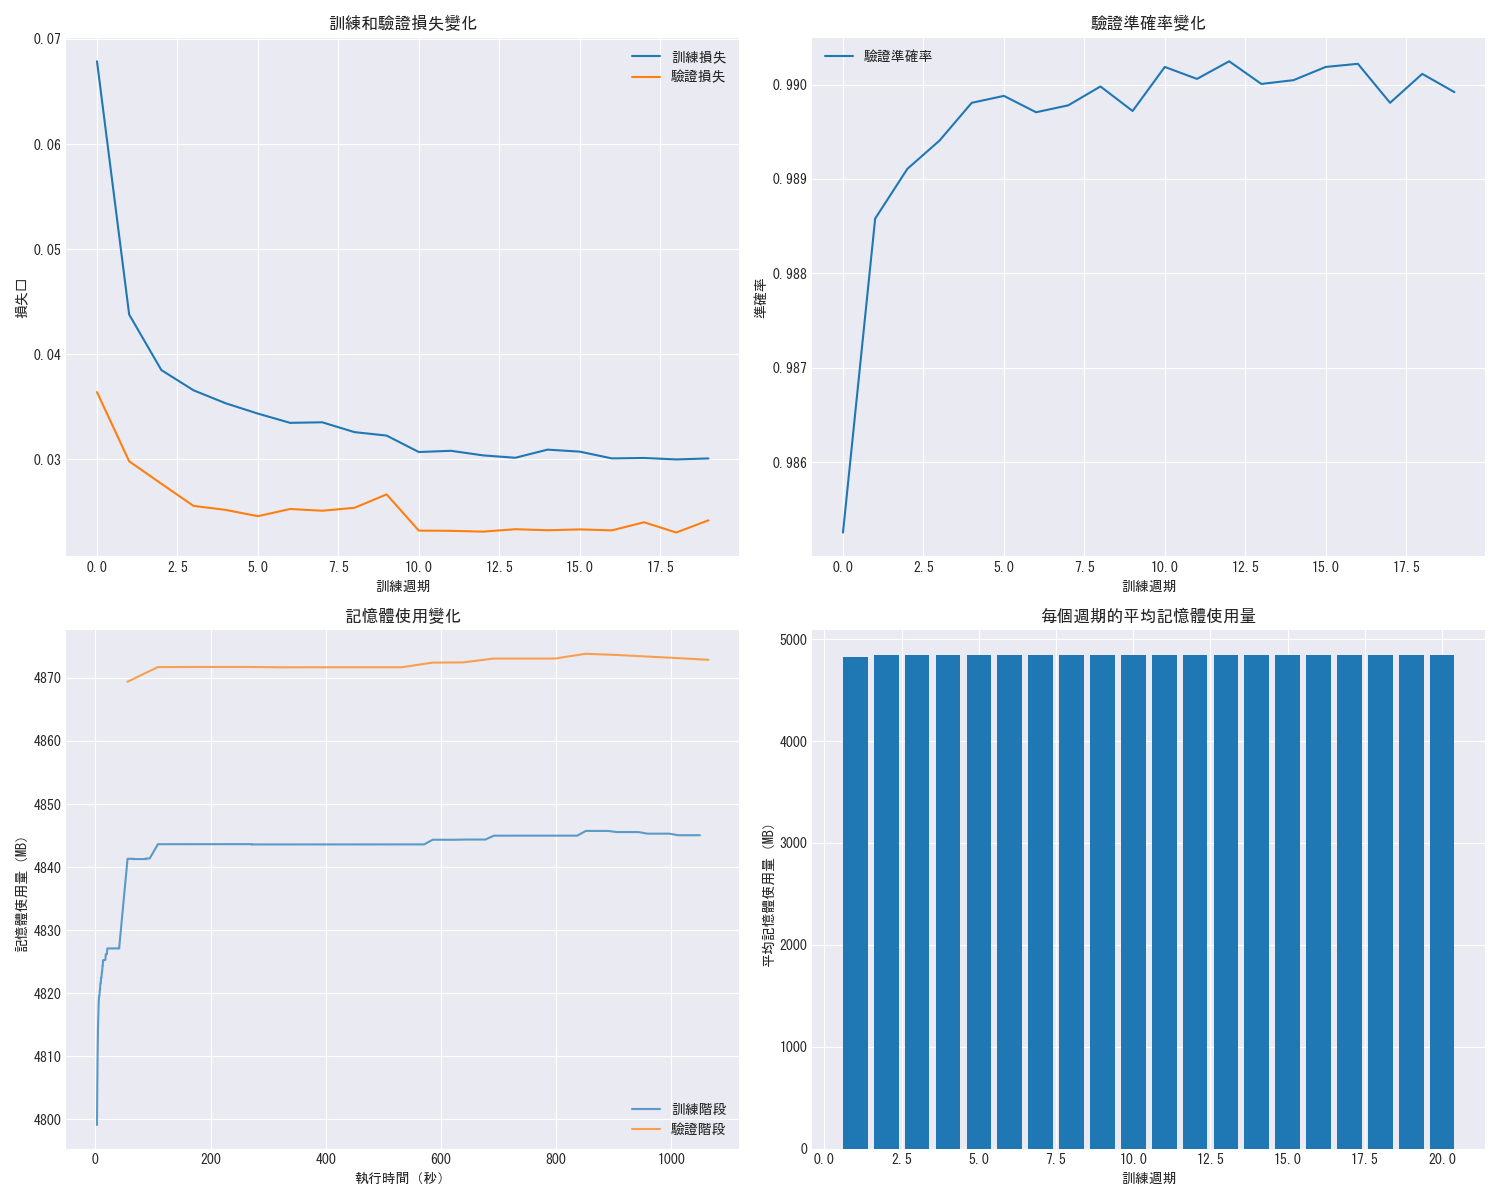 訓練和驗證損失變化
0.07
0.06
0.05
0.04
0.03
損失口
訓練損失
驗證損失
0.0 2.5 5.0 7.5 10.0 12.5 15.0 17.5
訓練週期
驗證準確率變化
0.990
0.989
0.988
0.987
0.986
準確率
驗證準確率
0.0 2.5 5.0 7.5 10.0 12.5 15.0 17.5
訓練週期
記憶體使用變化
4870
4860
4850
4840
4830
4820
4810
4800
記憶體使用量 (MB)
訓練階段
驗證階段
0 200 400 600 800 1000
執行時間 (秒)
每個週期的平均記憶體使用量
5000
4000
3000
2000
1000
0
平均記憶體使用量 (MB)
0.0 2.5 5.0 7.5 10.0 12.5 15.0 17.5 20.0
訓練週期